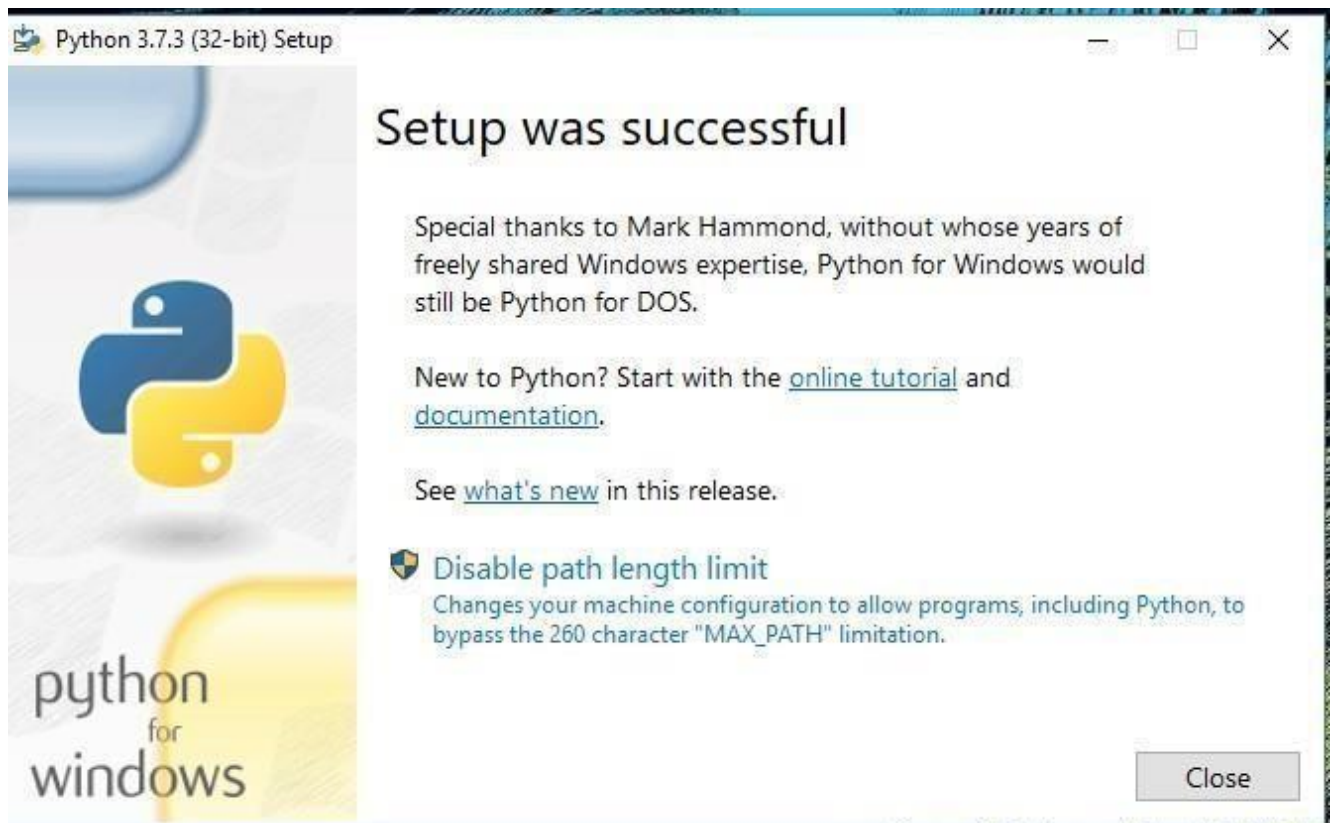 Python 3.7.3 (32-bit) Setup
Setup was successful
Special thanks to Mark Hammond, without whose years of
freely shared Windows expertise, Python for Windows would
still be Python for DOS.
New to Python? Start with the online tutorial and
documentation.
See what's new in this release.
Disable path length limit
Changes your machine configuration to allow programs, including Python, to
bypass the 260 character "MAX_PATH" limitation.
python
for
windows
Close